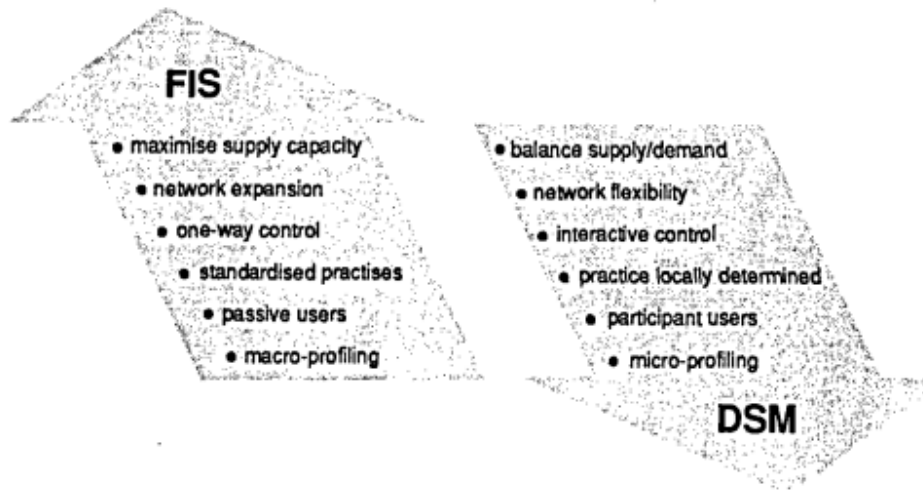 FIS
• maximise supply capacity
• network expansion
• one-way control
• standardised practises
• passive users
• macro-profiling
• balance supply/demand
• network flexibility
• interactive control
• practice locally determined
• participant users
• micro-profiling
DSM